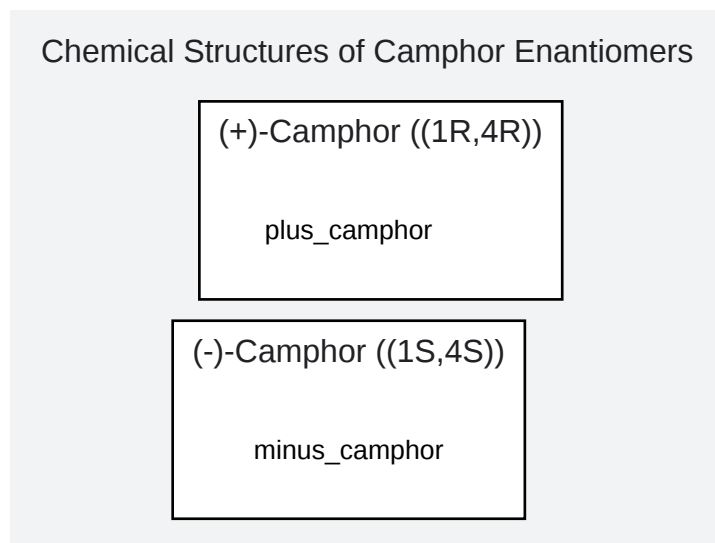 Chemical Structures of Camphor Enantiomers
(+)-Camphor ((1R,4R))
plus_camphor
(-)-Camphor ((1S,4S))
minus_camphor